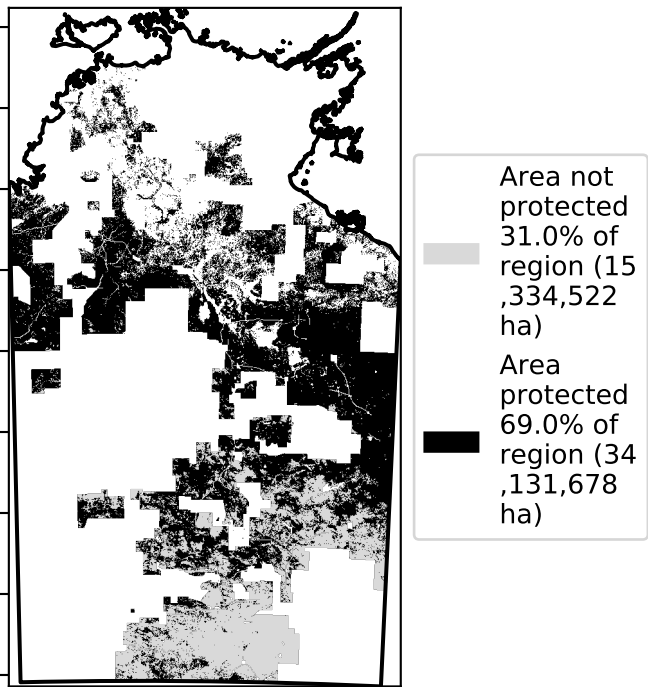 Area not
protected
31.0% of
region (15
,334,522
ha)
Area
protected
69.0% of
region (34
,131,678
ha)